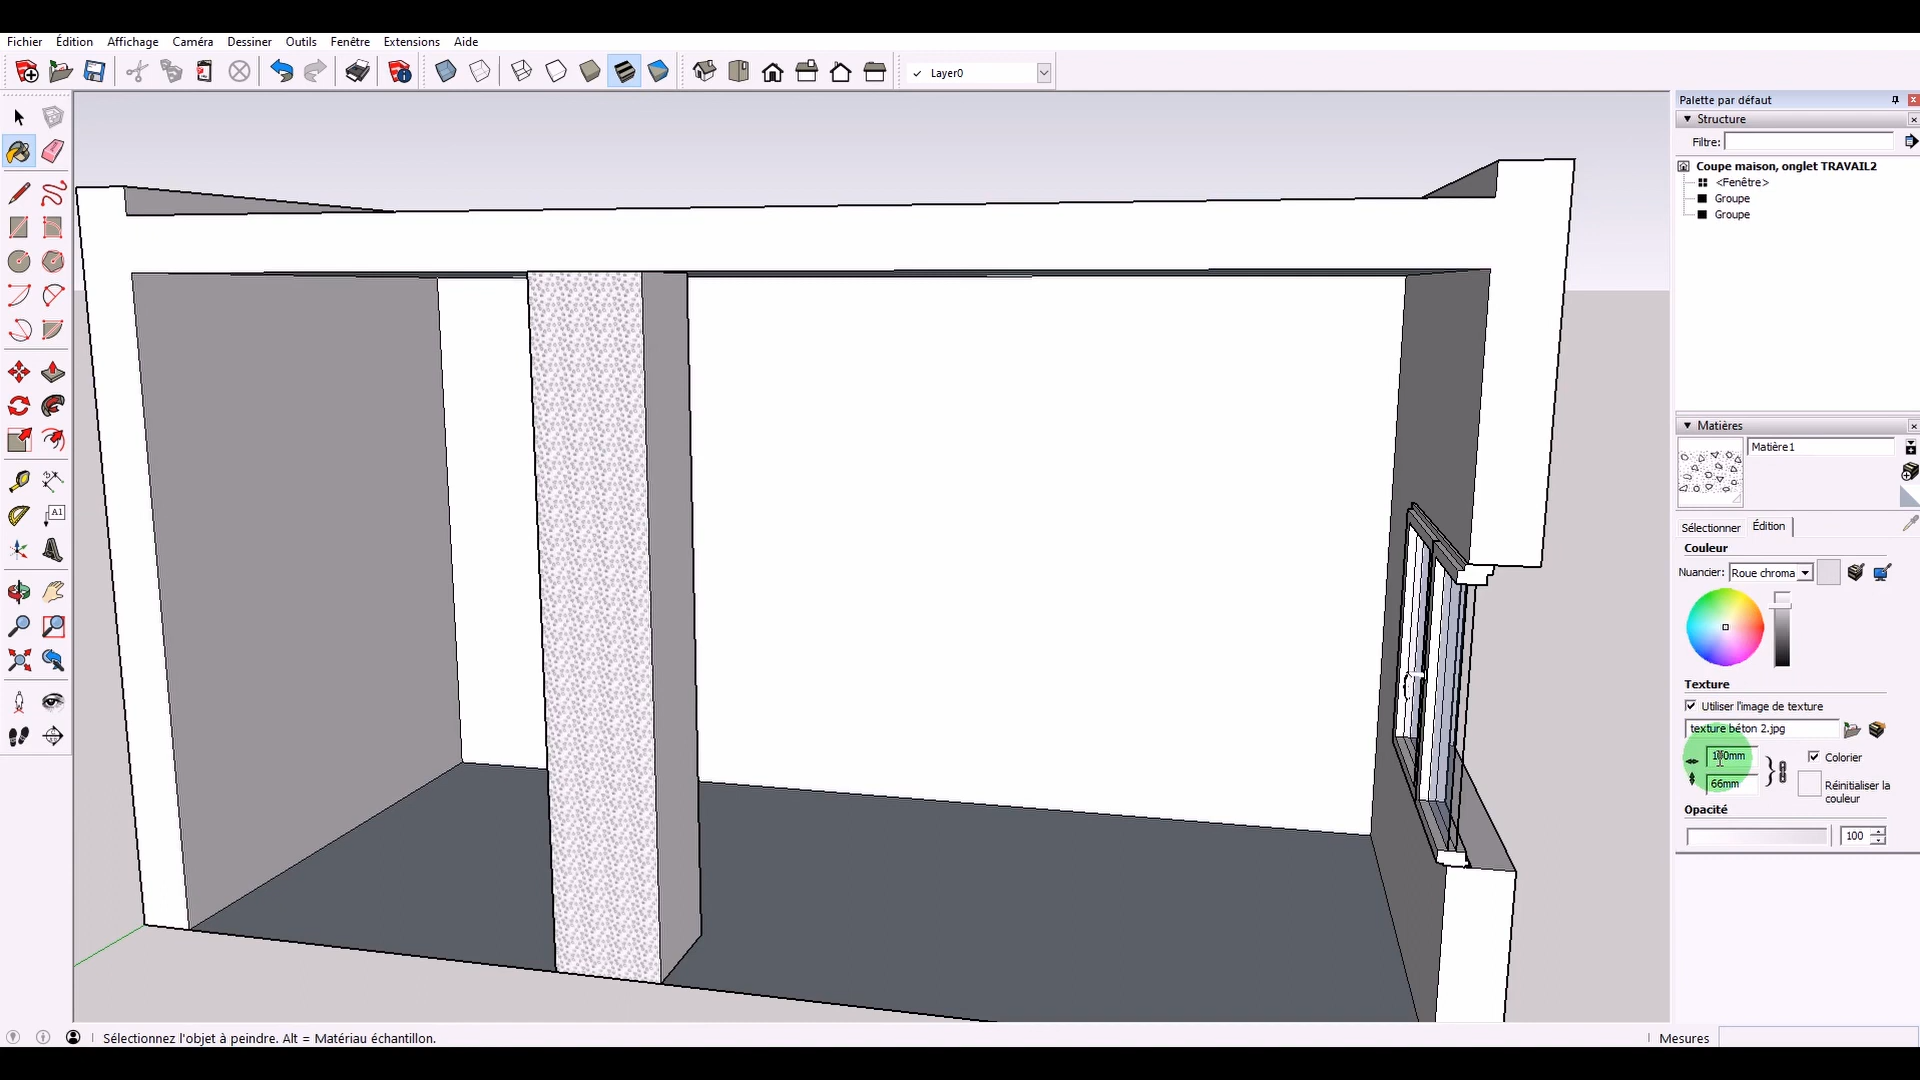 Fichier Édition Affichage Caméra Dessiner Outils Fenêtre Extensions Aide
✓ Layer0
Palette par défaut
Structure
Filtre:
Coupe maison, onglet TRAVAIL2
<Fenêtre>
Groupe
Groupe
A1
Matières
Matière1
Sélectionner Édition
Couleur
Nuancier: Roue chroma
Texture
Utiliser l'image de texture
texture béton 2.jpg
Colorier
66mm
Réinitialiser la
couleur
Opacité
100
Sélectionnez l'objet à peindre. Alt = Matériau échantillon.
Mesures